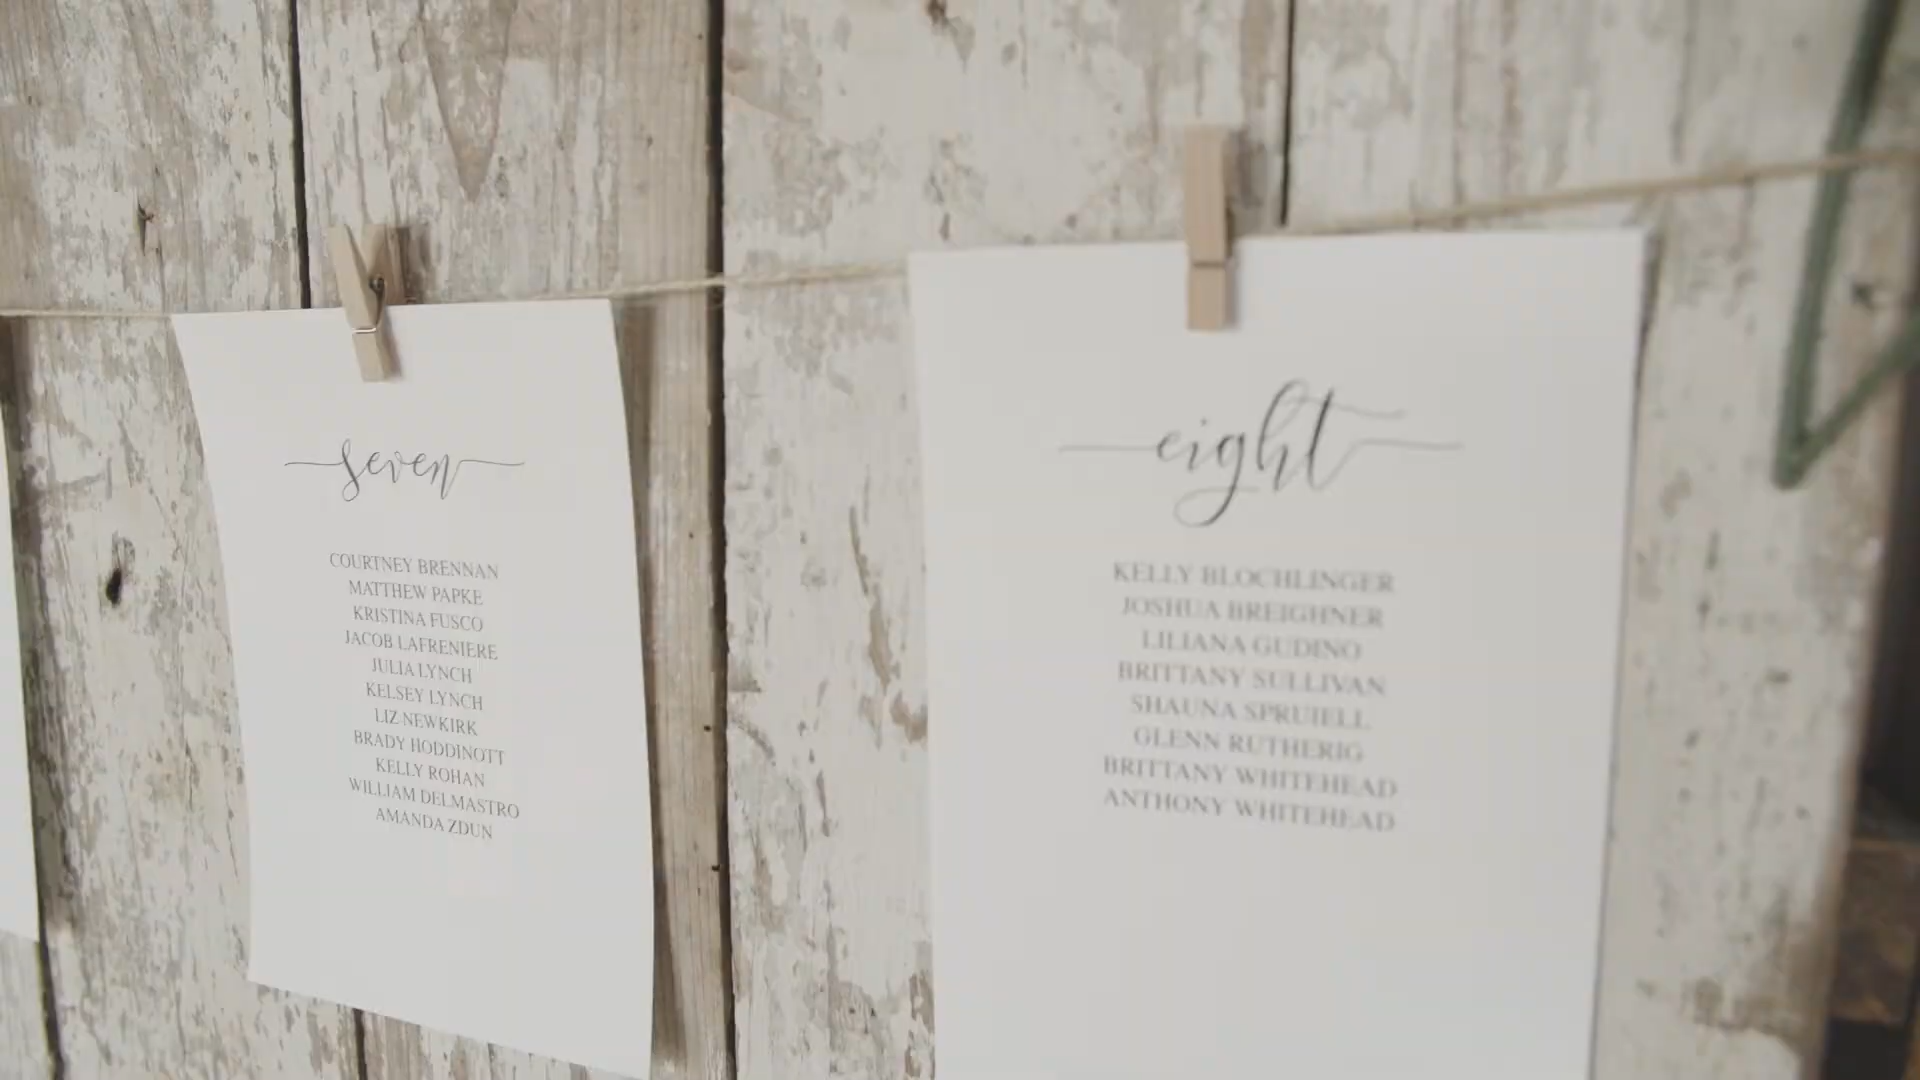 seven
COURTNEY BRENNAN
MATTHEW PAPKE
KRISTINA FUSCO
JACOB LAFRENIERE
JULIA LYNCH
KELSEY LYNCH
LIZ NEWKIRK
BRADY HODDINOTT
KELLY ROHAN
WILLIAM DELMASTRO
AMANDA ZDUN
eight
KELLY BLOCHLINGER
JOSHUA BREIGHNER
LILIANA GUDINO
BRITTANY SULLIVAN
SHAUNA SPRUIELL
GLENN RUTHERIG
BRITTANY WHITEHEAD
ANTHONY WHITEHEAD